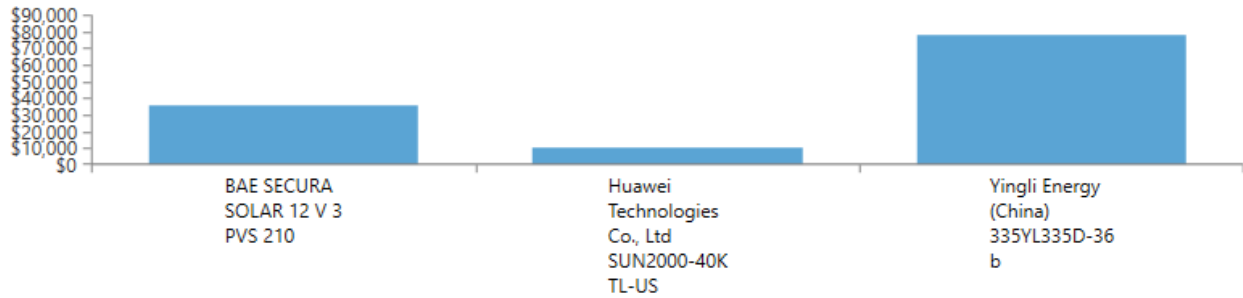 $90,000
$80,000
$70,000
$60,000
$50,000
$40,000
$30,000
$20,000
$10,000
$0
BAE SECURA
SOLAR 12 V 3
PVS 210
Huawei
Technologies
Co., Ltd
SUN2000-40K
TL-US
Yingli Energy
(China)
335YL335D-36
b